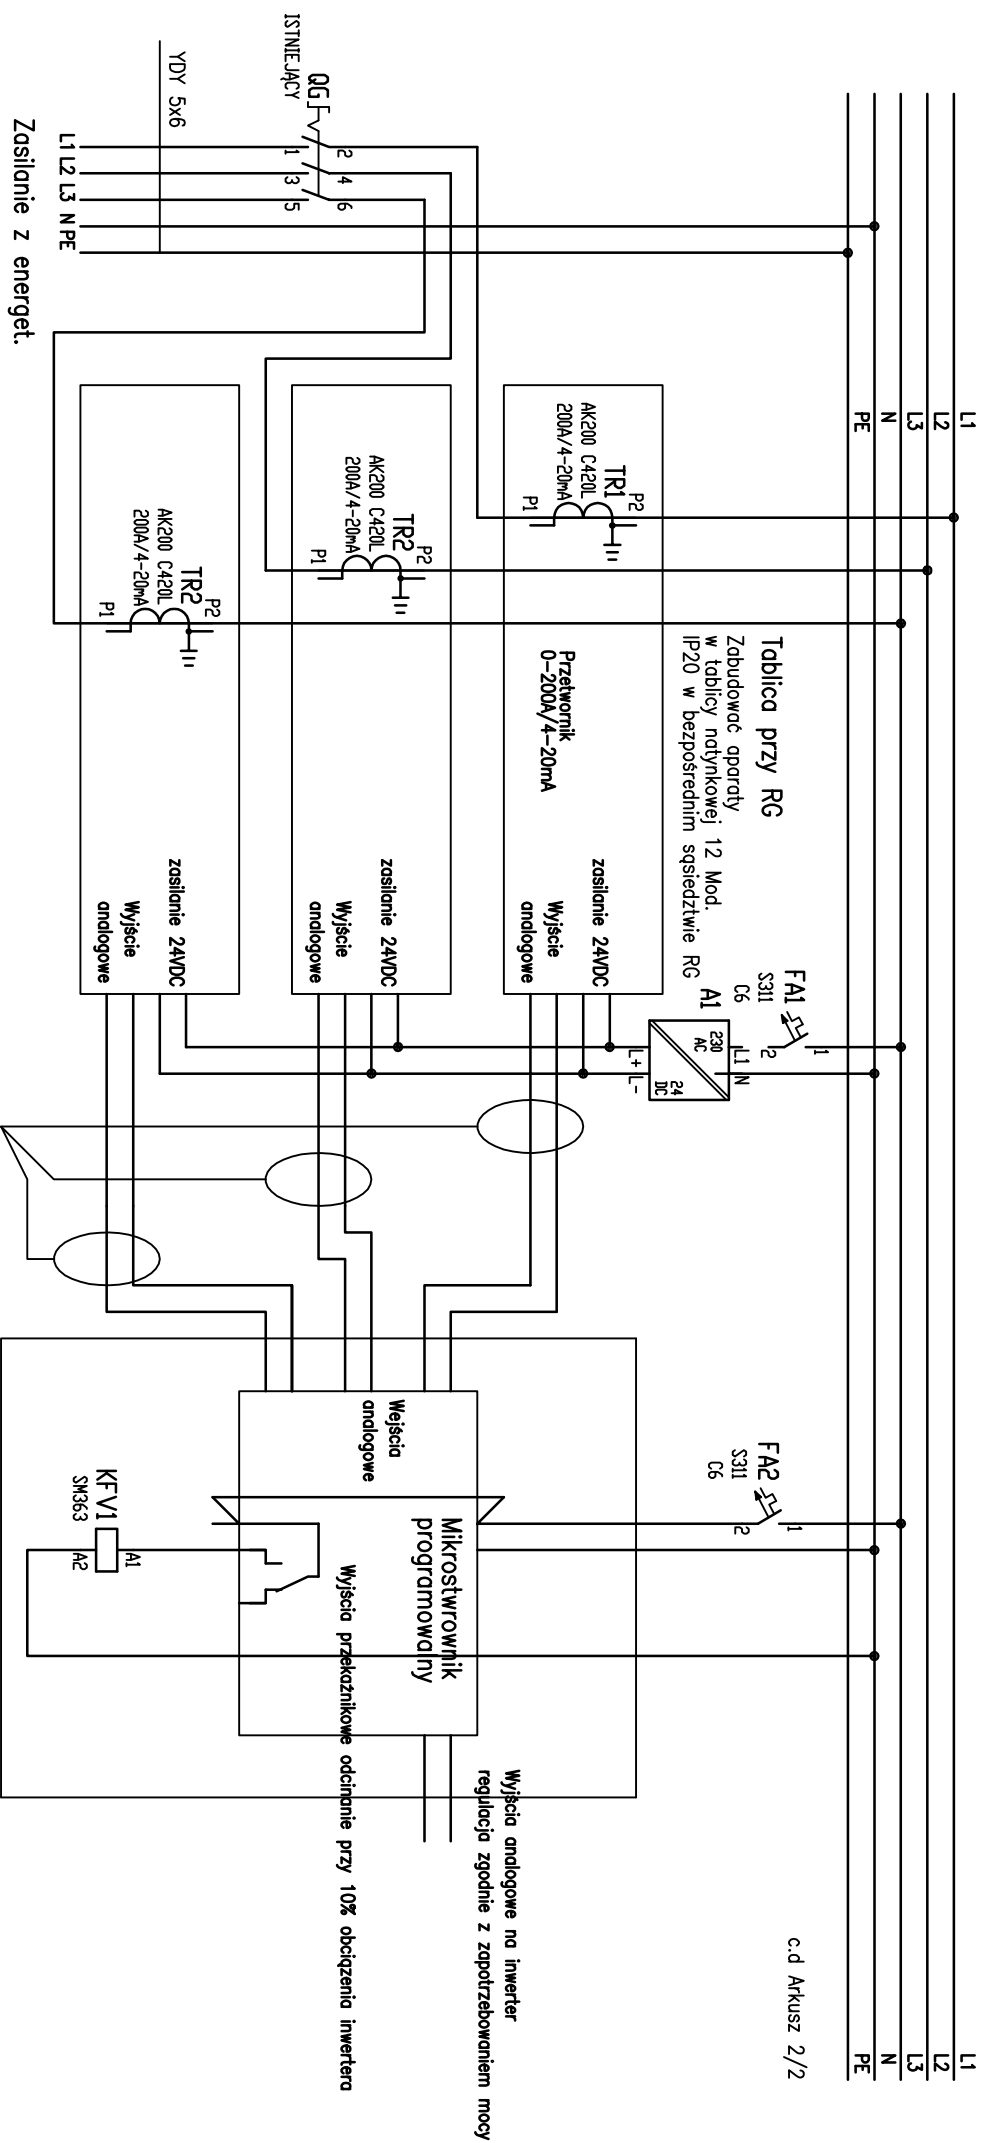 L1
L2
L3
N
PE
L1
L2
L3
N
PE
c.d Arkusz 2/2
Tablica przy RG
Zabudować aparaty
w tablicy natynkowej 12 Mod.
IP20 w bezpośrednim sąsiedztwie RG
FA1
S311
C6
1
2
A1
230
AC
24
DC
L1
N
L+
L-
FA2
S311
C6
1
2
QG
ISTNIEJĄCY
2
4
6
1
3
5
YDY 5x6
L1
L2
L3
N
PE
Zasilanie z energet.
TR1
AK200 C420L
200A/4-20mA
P1
P2
Przetwornik
0-200A/4-20mA
zasilanie 24VDC
Wyjście
analogowe
TR2
AK200 C420L
200A/4-20mA
P1
P2
zasilanie 24VDC
Wyjście
analogowe
TR2
AK200 C420L
200A/4-20mA
P1
P2
zasilanie 24VDC
Wyjście
analogowe
Wejścia
analogowe
Mikrostwrownik
programowalny
Wyjścia przekaźnikowe odcinanie przy 10% obciązenia inwertera
KFV1
SM363
A1
A2
Wyjścia analogowe na inwerter
regulacja zgodnie z zapotrzebowaniem mocy